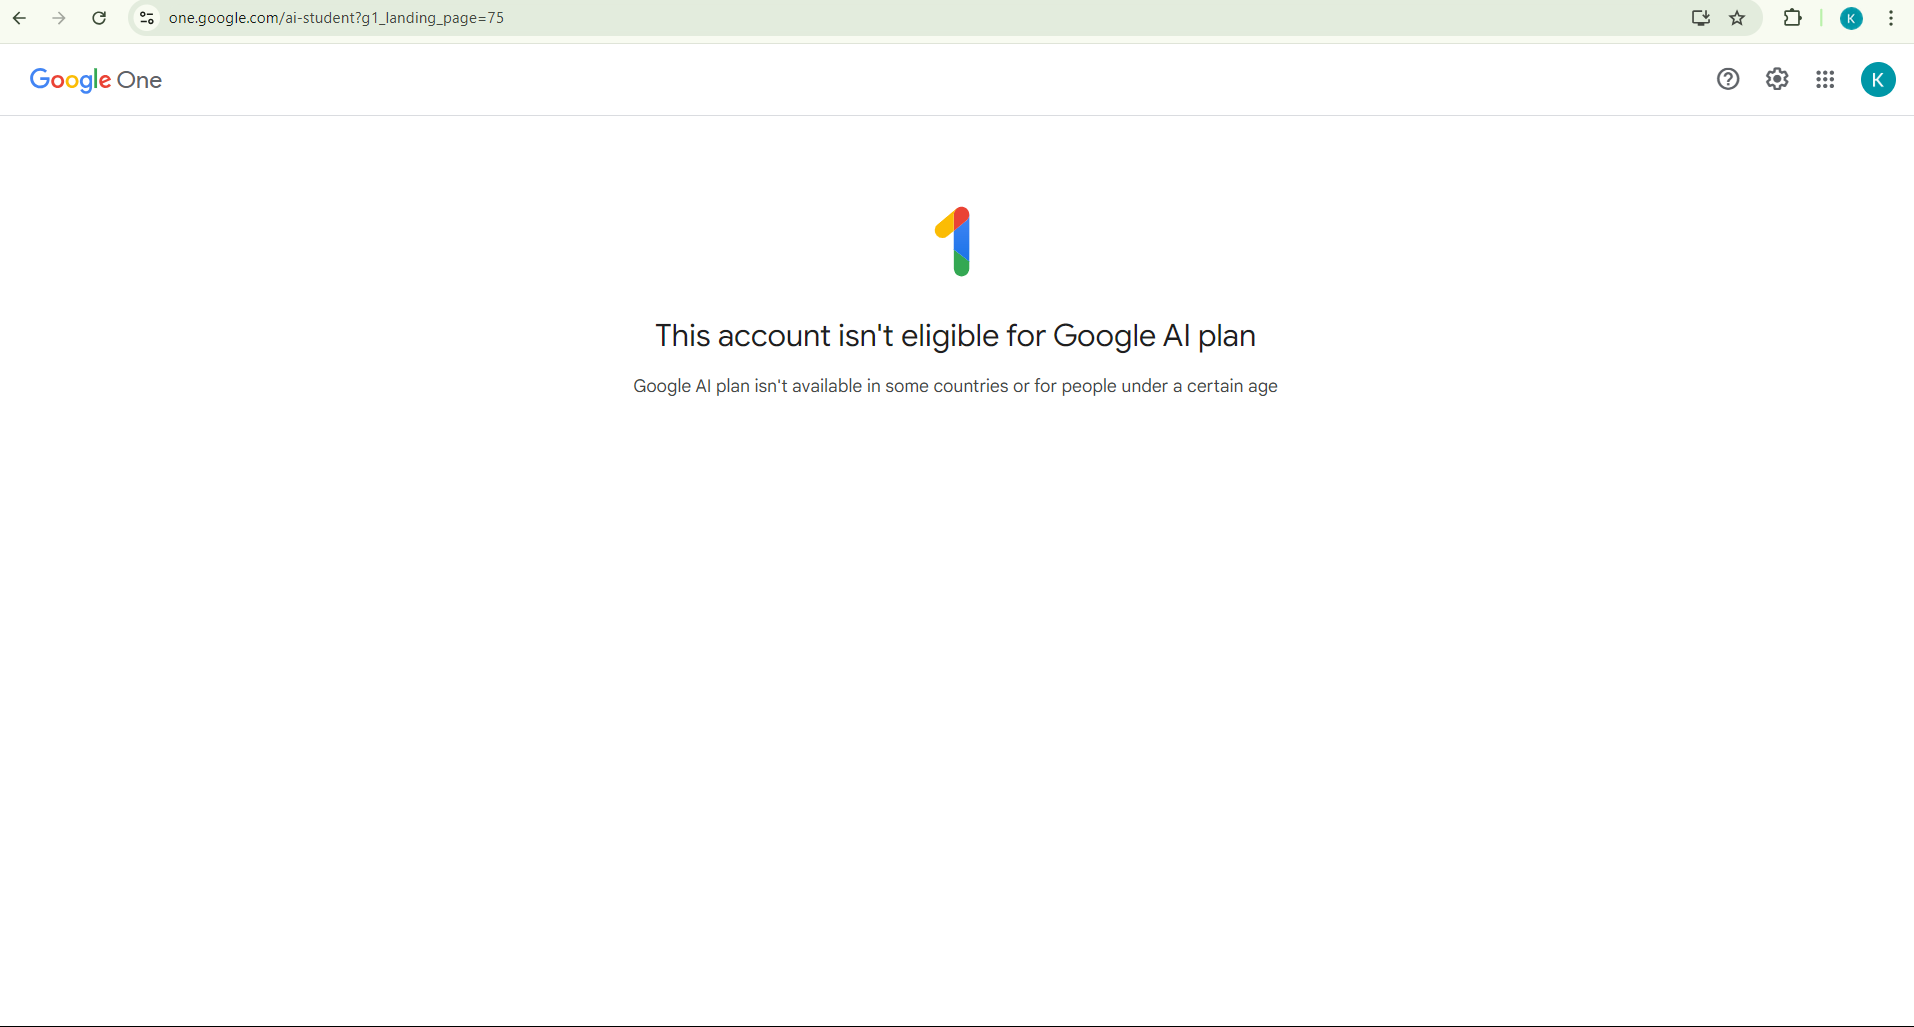 one.google.com/ai-student?g1_landing_page=75
K
Google One
K
This account isn't eligible for Google AI plan
Google AI plan isn't available in some countries or for people under a certain age